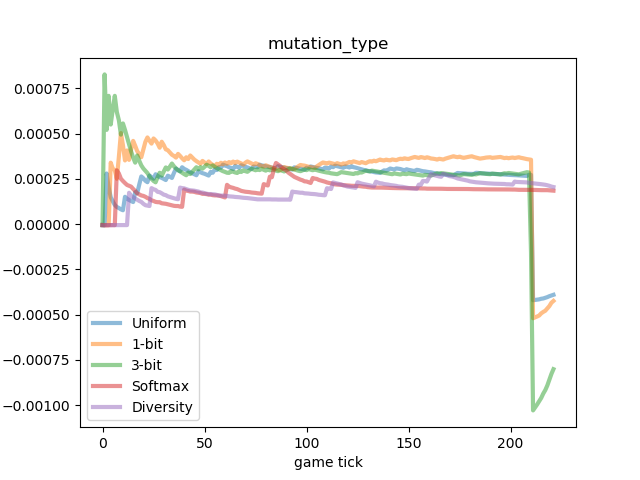 mutation_type
0.00075
0.00050
0.00025
0.00000
−0.00025
−0.00050
−0.00075
−0.00100
Uniform
1-bit
3-bit
Softmax
Diversity
0 50 100 150 200
game tick